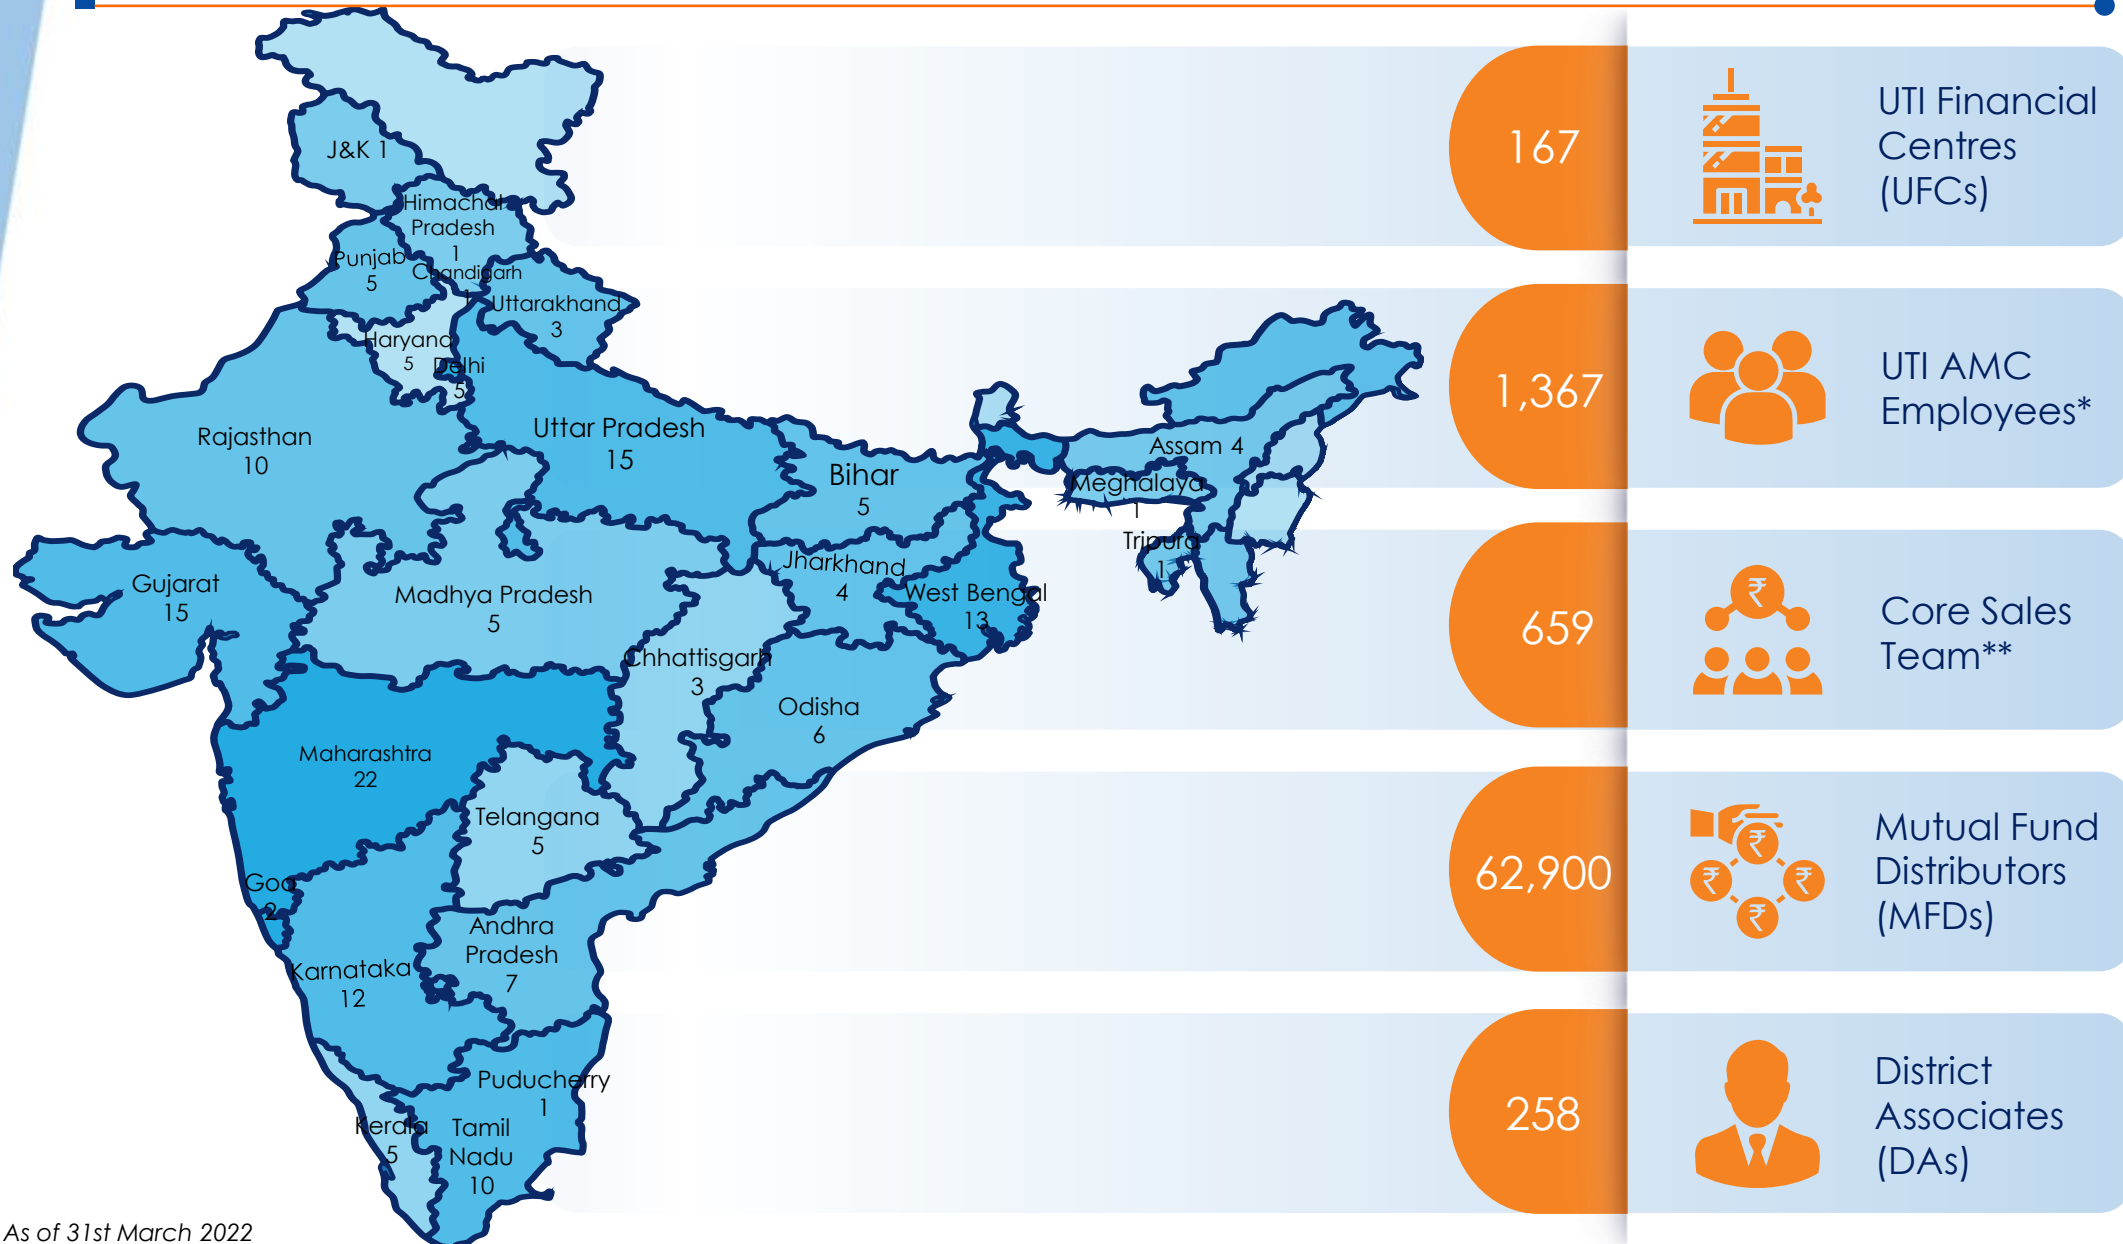 J&K 1
Himachal
Pradesh
1
Punjab
5
Chandigarh
1
Uttarakhand
3
Haryana
5
Delhi
5
Rajasthan
10
Uttar Pradesh
15
Bihar
5
Assam 4
Meghalaya
1
Tripura
1
Gujarat
15
Madhya Pradesh
5
Jharkhand
4
West Bengal
13
Chhattisgarh
3
Odisha
6
Maharashtra
22
Telangana
5
Goa
2
Andhra
Pradesh
7
Karnataka
12
Puducherry
1
Kerala
5
Tamil
Nadu
10
As of 31st March 2022
167
UTI Financial
Centres
(UFCs)
1,367
UTI AMC
Employees*
659
Core Sales
Team**
62,900
Mutual Fund
Distributors
(MFDs)
258
District
Associates
(DAs)
₹
₹
₹
₹
₹